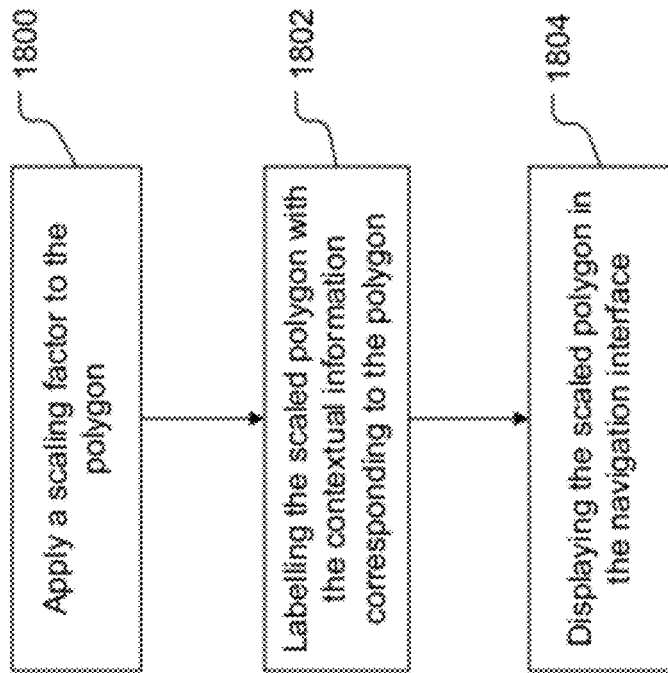 Apply a scaling factor to the
polygon
1800
Labelling the scaled polygon with
the contextual information
corresponding to the polygon
1802
Displaying the scaled polygon in
the navigation interface
1804